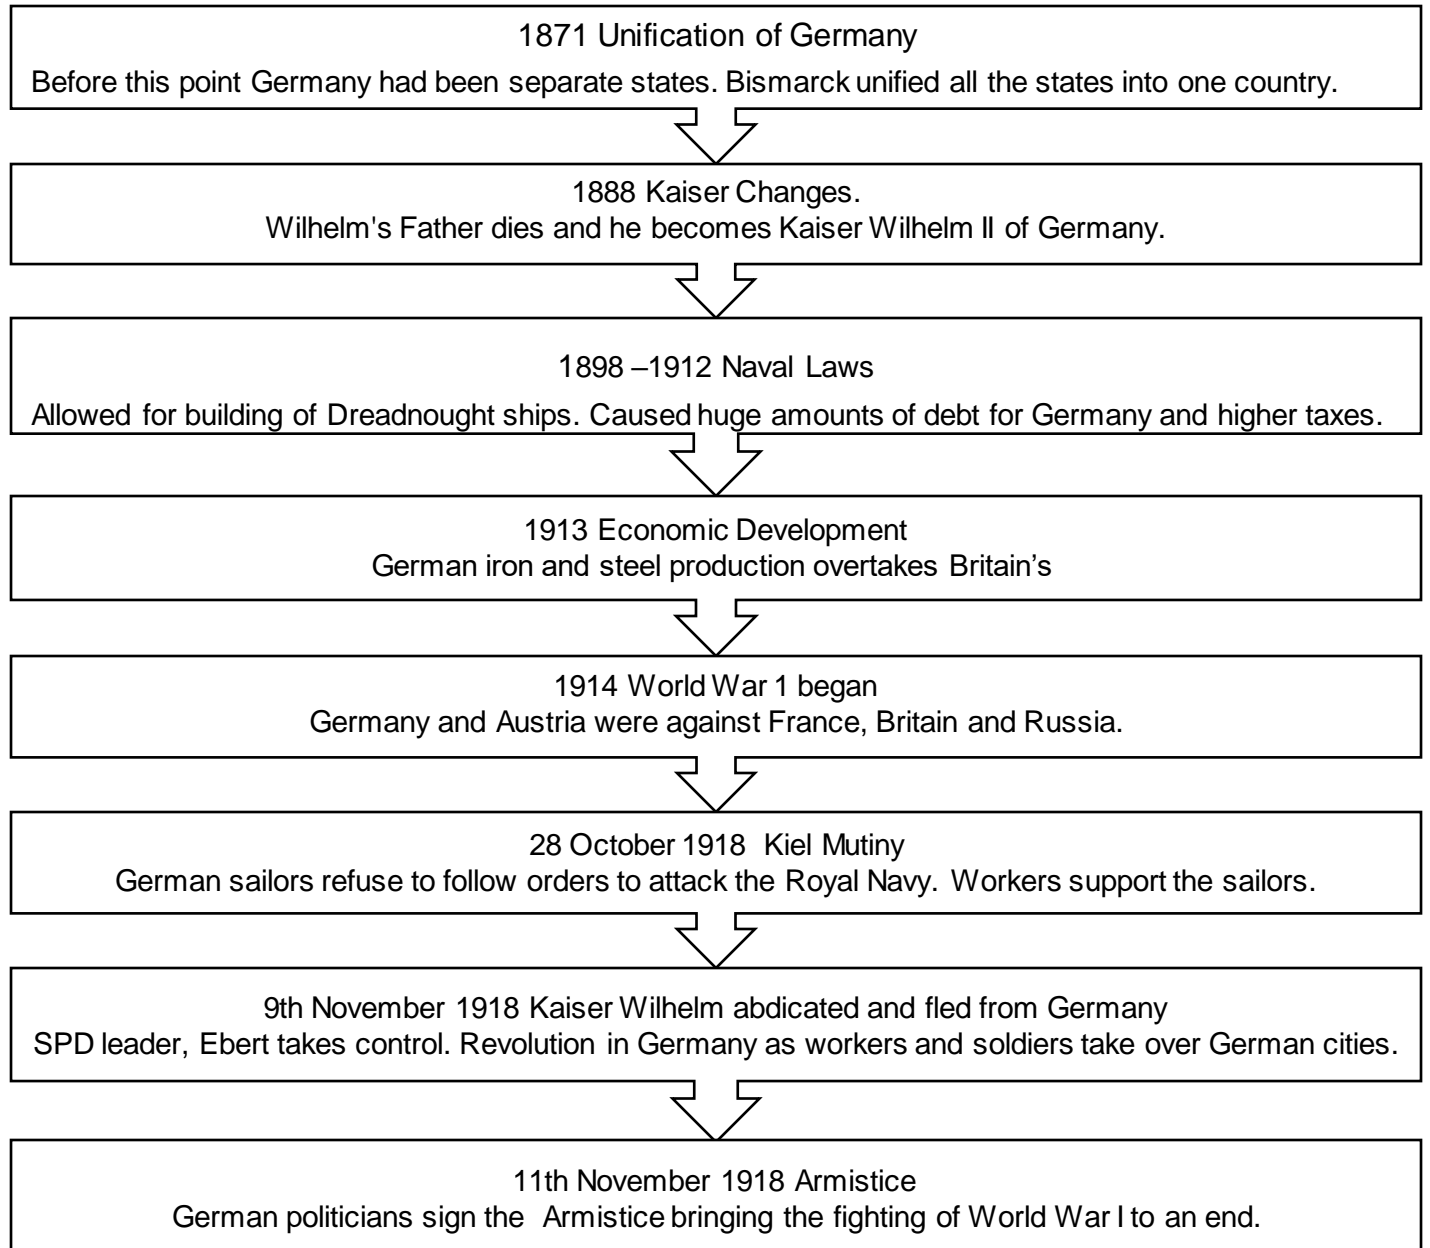 1871 Unification of Germany
Before this point Germany had been separate states. Bismarck unified all the states into one country.
1888 Kaiser Changes.
Wilhelm's Father dies and he becomes Kaiser Wilhelm II of Germany.
1898 –1912 Naval Laws
Allowed for building of Dreadnought ships. Caused huge amounts of debt for Germany and higher taxes.
1913 Economic Development
German iron and steel production overtakes Britain’s
1914 World War 1 began
Germany and Austria were against France, Britain and Russia.
28 October 1918 Kiel Mutiny
German sailors refuse to follow orders to attack the Royal Navy. Workers support the sailors.
9th November 1918 Kaiser Wilhelm abdicated and fled from Germany
SPD leader, Ebert takes control. Revolution in Germany as workers and soldiers take over German cities.
11th November 1918 Armistice
German politicians sign the Armistice bringing the fighting of World War I to an end.